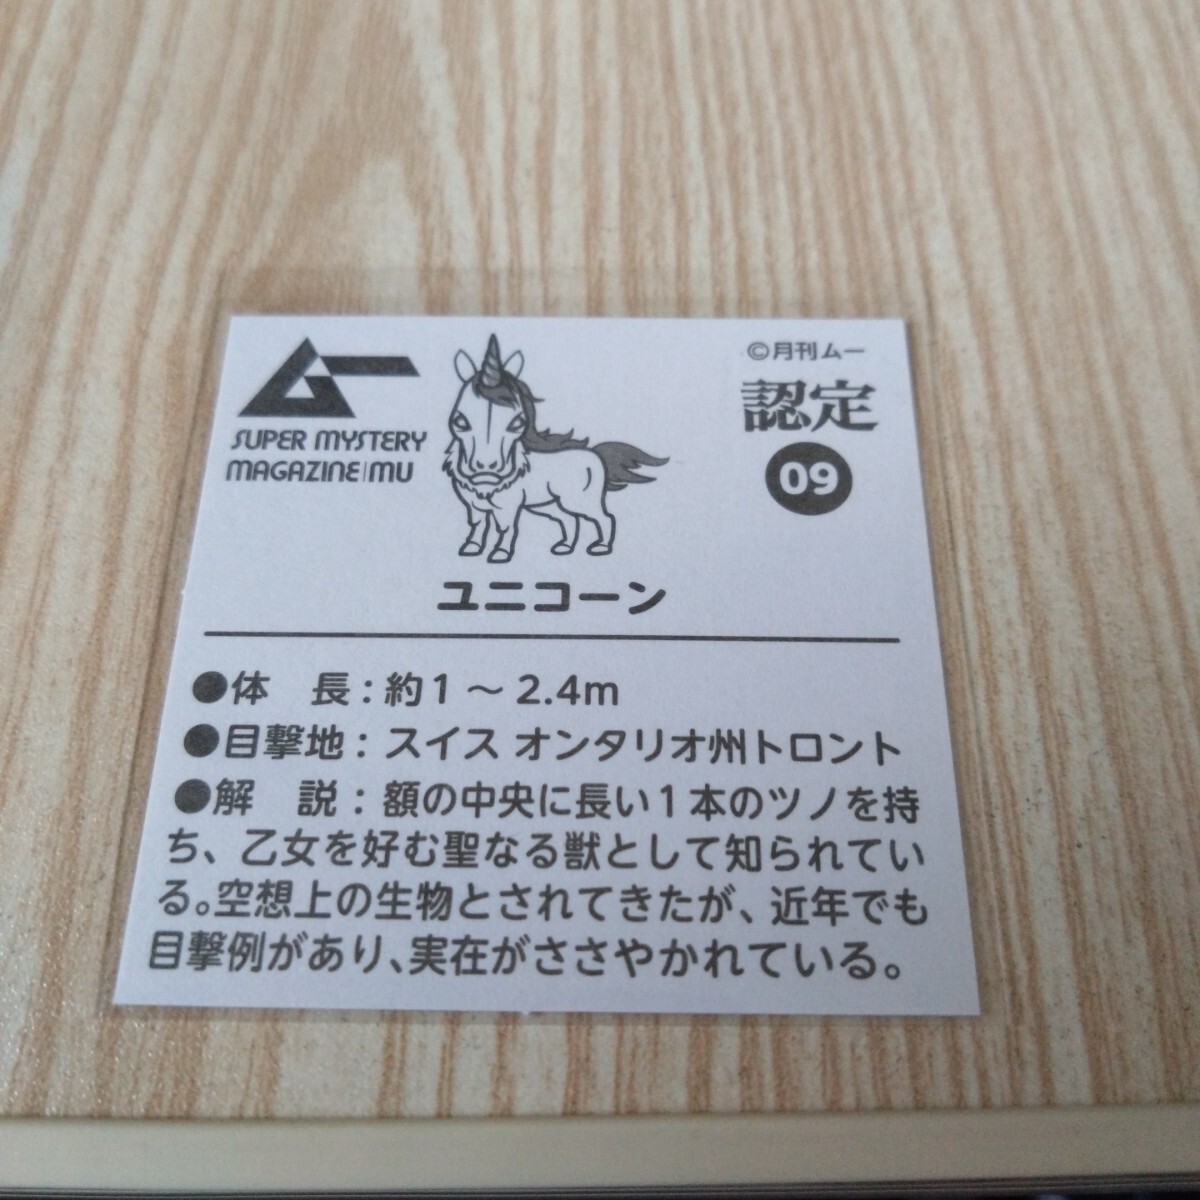 ムー
SUPER MYSTERY
MAGAZINE|MU
©月刊ムー
認定
09
ユニコーン
●体　長：約1～2.4m
●目撃地：スイス オンタリオ州トロント
●解　説：額の中央に長い1本のツノを持
ち、乙女を好む聖なる獣として知られてい
る。空想上の生物とされてきたが、近年でも
目撃例があり、実在がささやかれている。